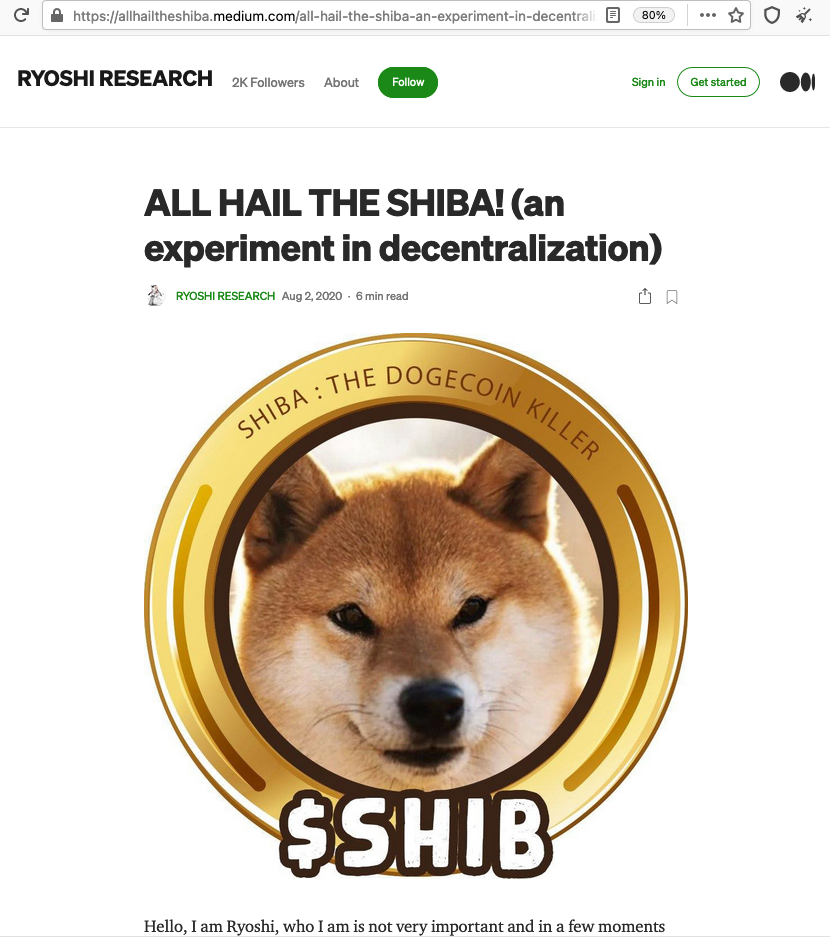 https://allhailtheshiba.medium.com/all-hail-the-shiba-an-experiment-in-decentrali
80%
RYOSHI RESEARCH
2K Followers
About
Follow
Sign in
Get started
ALL HAIL THE SHIBA! (an
experiment in decentralization)
RYOSHI RESEARCH Aug 2, 2020 · 6 min read
SHIBA : THE DOGECOIN KILLER
$SHIB
Hello, I am Ryoshi, who I am is not very important and in a few moments